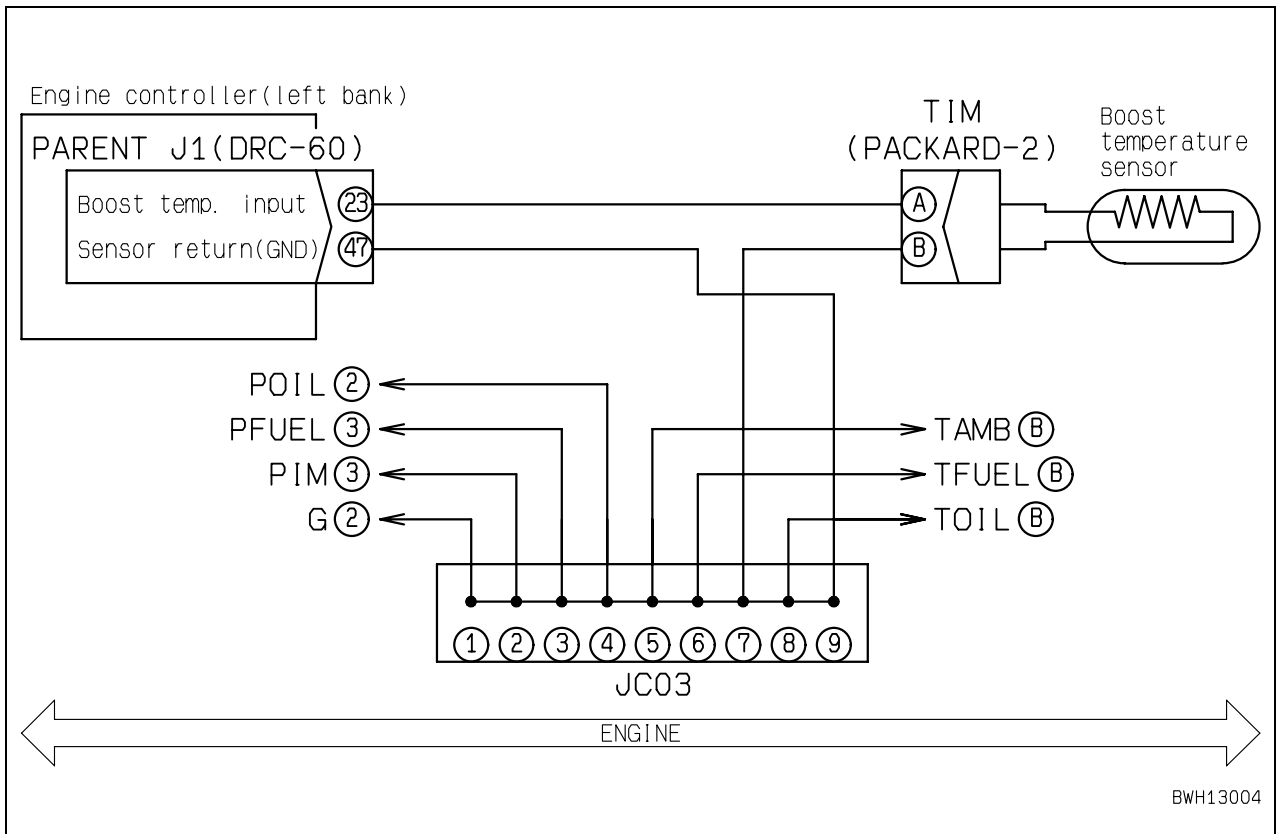 Engine controller(left bank)
PARENT J1(DRC-60)
Boost temp. input 23
Sensor return(GND) 47
TIM
(PACKARD-2)
A
B
Boost
temperature
sensor
POIL 2
PFUEL 3
PIM 3
G 2
TAMB B
TFUEL B
TOIL B
1 2 3 4 5 6 7 8 9
JC03
ENGINE
BWH13004